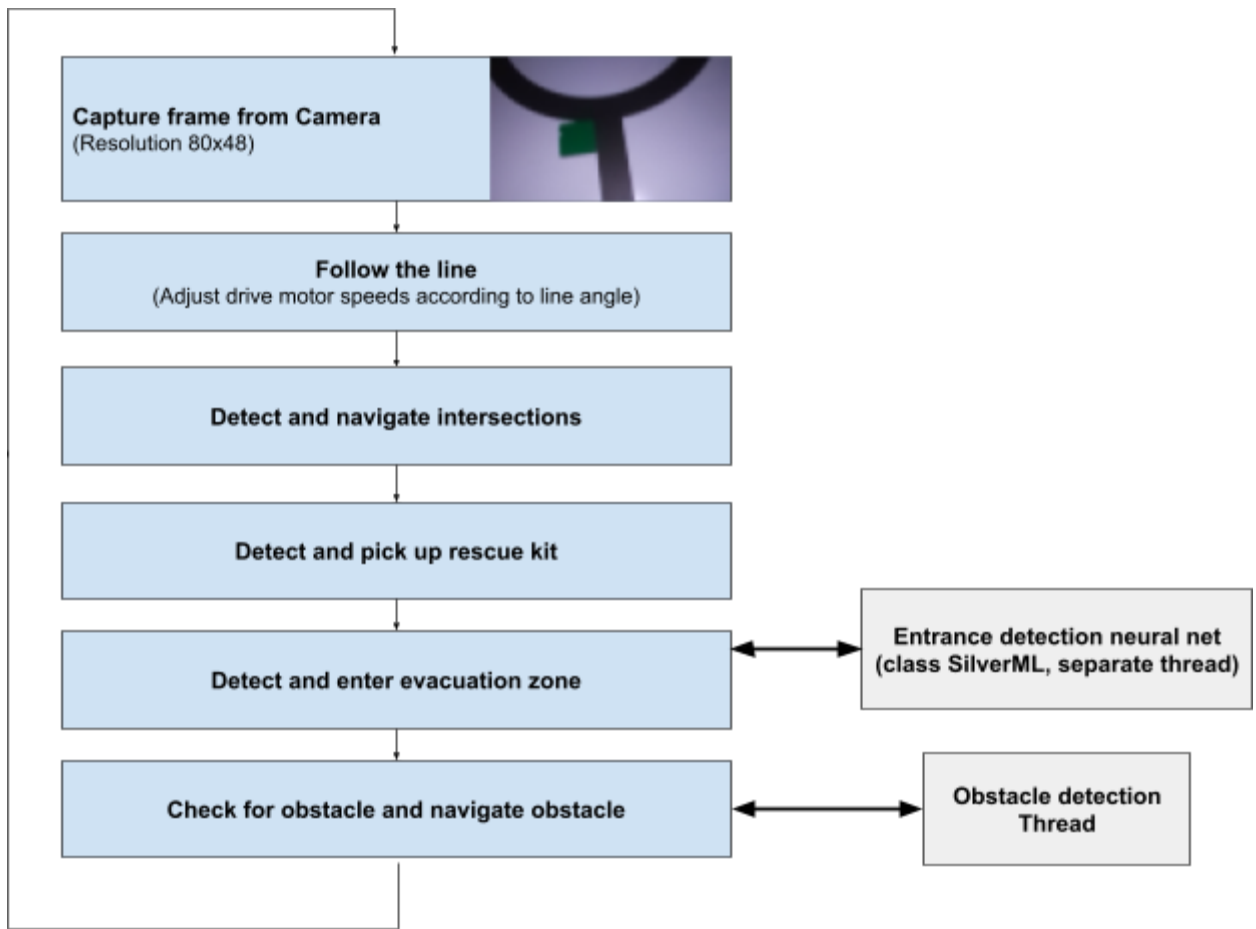 Capture frame from Camera
(Resolution 80x48)
Follow the line
(Adjust drive motor speeds according to line angle)
Detect and navigate intersections
Detect and pick up rescue kit
Detect and enter evacuation zone
Entrance detection neural net
(class SilverML, separate thread)
Check for obstacle and navigate obstacle
Obstacle detection
Thread